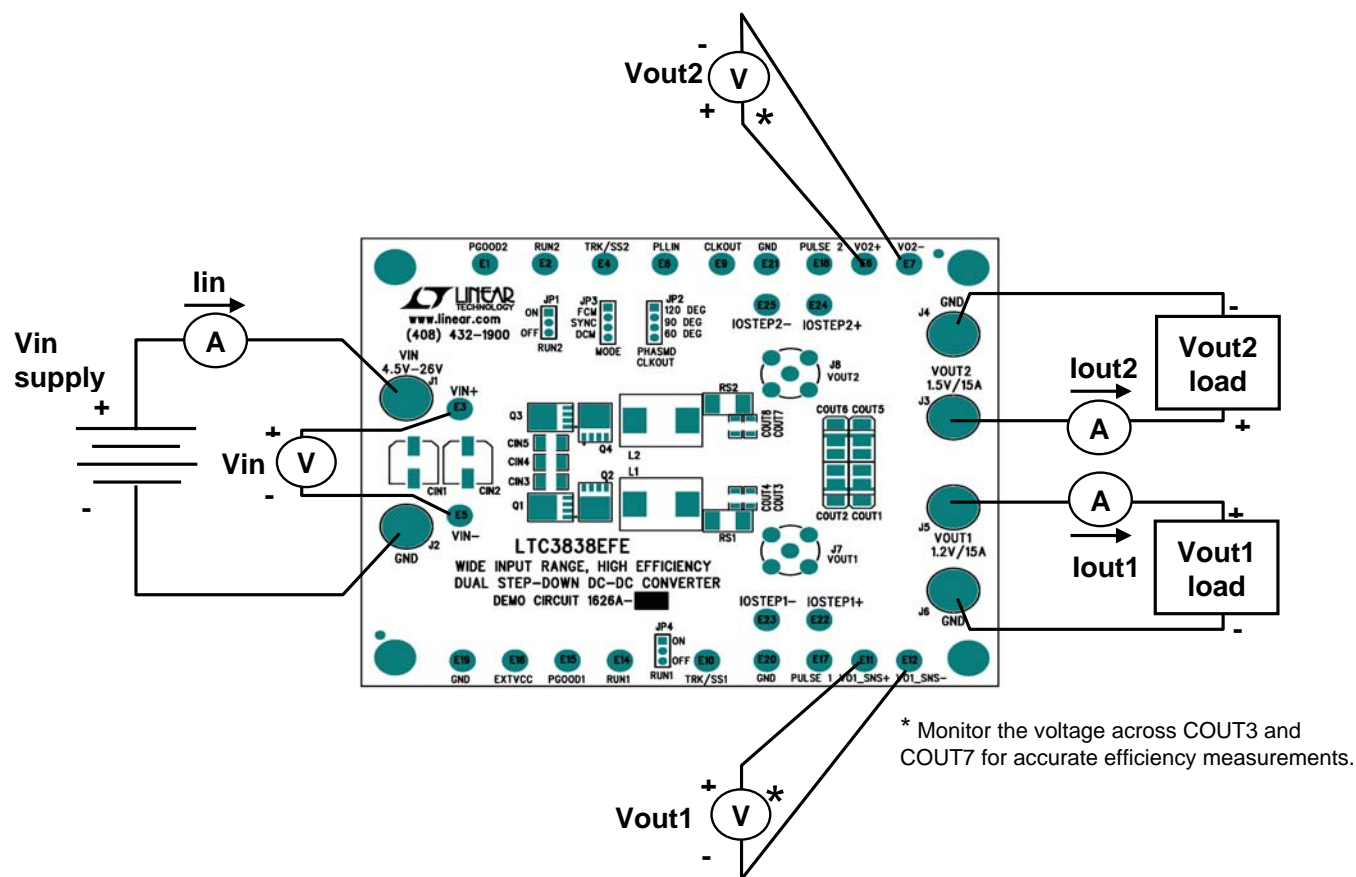 -
Vout2
V
+
*
PGOOD2 RUN2 TRK/SS2 PLLIN CLKOUT GND PULSE 2 VO2+ VO2-
E1 E2 E4 E8 E9 E21 E18 E6 E7
Iin
A
Vin
supply
+
-
Vin
+
V
-
LT LINEAR
TECHNOLOGY
www.linear.com
(408) 432-1900
JP1
ON
OFF
RUN2
JP3
FCM
SYNC
DCM
MODE
JP2
120 DEG
90 DEG
60 DEG
PHASMD
CLKOUT
E25 E24
IOSTEP2- IOSTEP2+
VIN
4.5V-26V
J1
VIN+
E3
CIN1 CIN2
E5
VIN-
J2
GND
Q3
Q4
CIN5
CIN4
CIN3
Q2
Q1
L2
L1
RS2
COUT8
COUT7
COUT4
COUT3
RS1
J8
VOUT2
COUT6 COUT5
COUT2 COUT1
J7
VOUT1
GND
J4
VOUT2
1.5V/15A
J3
J5
VOUT1
1.2V/15A
J6
GND
-
Vout2
load
+
Iout2
A
A
Iout1
+
Vout1
load
-
LTC3838EFE
WIDE INPUT RANGE, HIGH EFFICIENCY
DUAL STEP-DOWN DC-DC CONVERTER
DEMO CIRCUIT 1626A-
IOSTEP1- IOSTEP1+
E23 E22
JP4
ON
OFF
RUN1
E19 E16 E15 E14 E10 E20 E17 E11 E12
GND EXTVCC PGOOD1 RUN1 TRK/SS1 GND PULSE 1 VO1_SNS+ VO1_SNS-
* Monitor the voltage across COUT3 and
COUT7 for accurate efficiency measurements.
+
*
Vout1
V
-